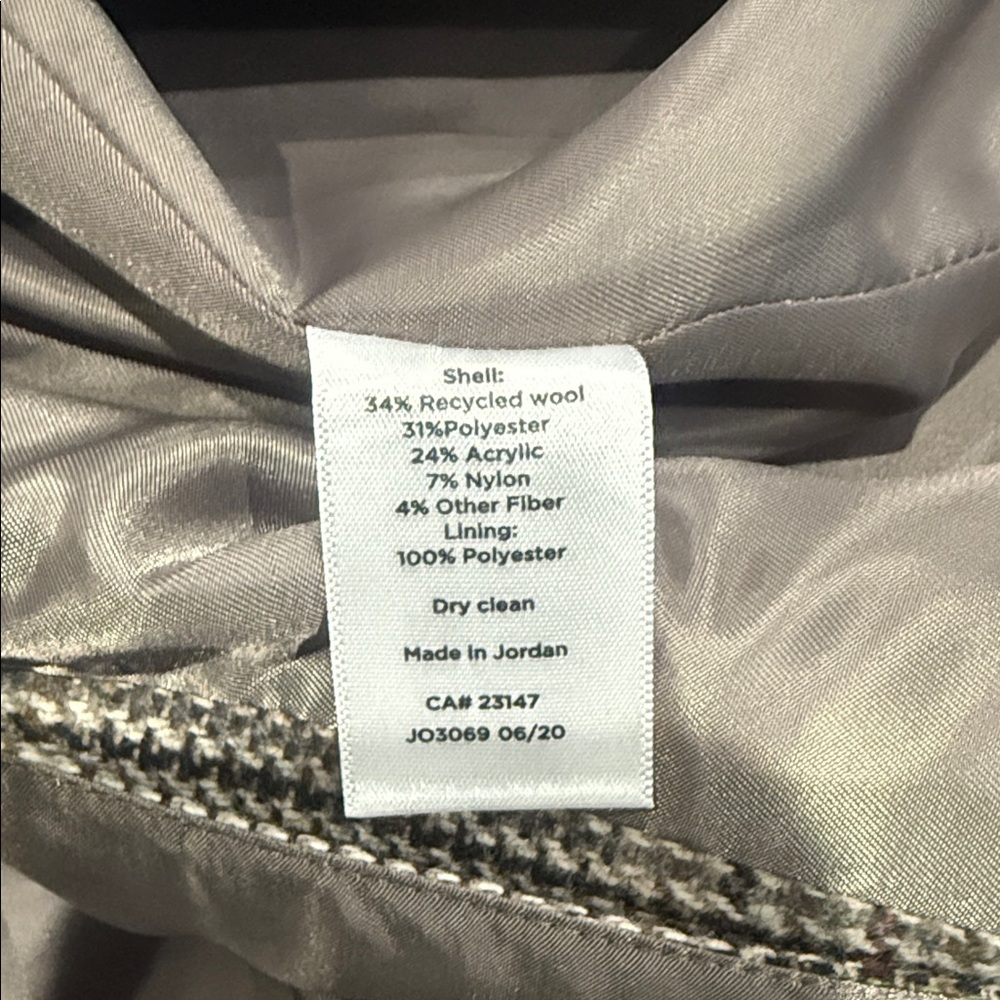 Shell:
34% Recycled wool
31%Polyester
24% Acrylic
7% Nylon
4% Other Fiber
Lining:
100% Polyester
Dry clean
Made in Jordan
CA# 23147
JO3069 06/20